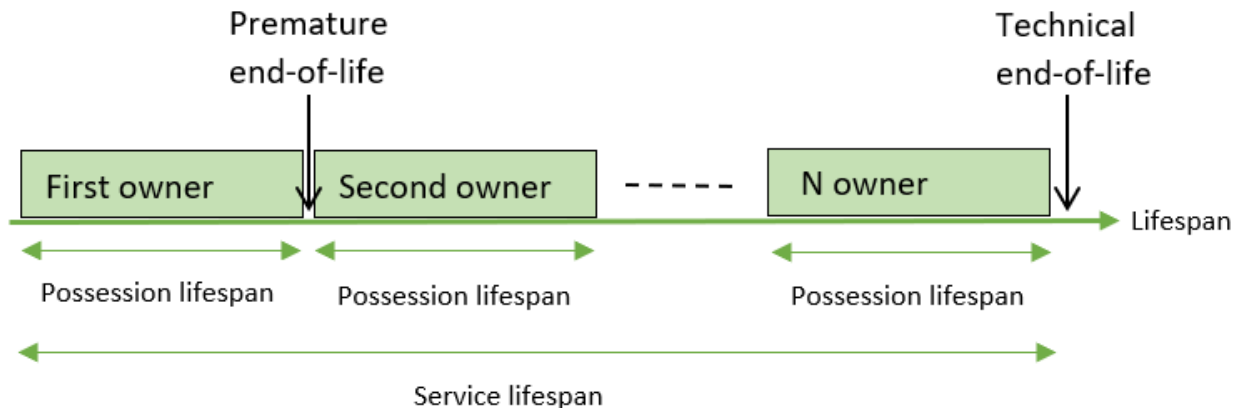 Premature
end-of-life
Technical
end-of-life
First owner
Second owner
N owner
Lifespan
Possession lifespan
Possession lifespan
Possession lifespan
Service lifespan